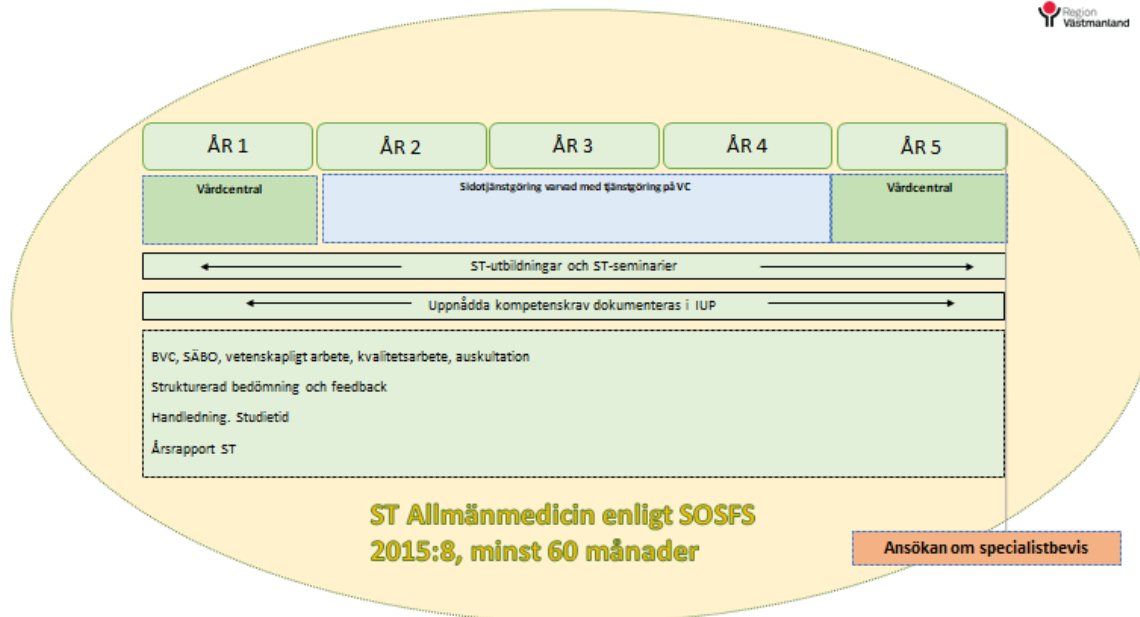 Region
Västmanland
ÅR 1
ÅR 2
ÅR 3
ÅR 4
ÅR 5
Vårdcentral
Sidotjänstgöring varvad med tjänstgöring på VC
Vårdcentral
ST-utbildningar och ST-seminarier
Uppnådda kompetenskrav dokumenteras i IUP
BVC, SÄBO, vetenskapligt arbete, kvalitetsarbete, auskultation
Strukturerad bedömning och feedback
Handledning. Studietid
Årsrapport ST
ST Allmänmedicin enligt SOSFS
2015:8, minst 60 månader
Ansökan om specialistbevis